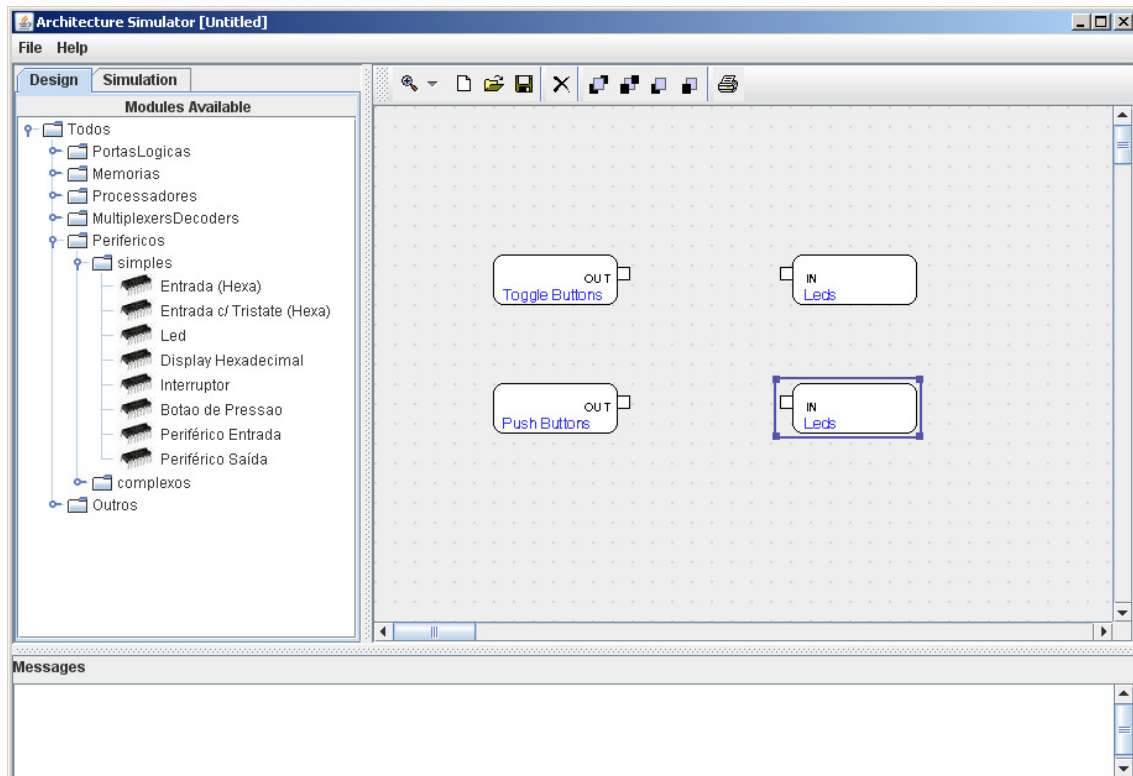 Architecture Simulator [Untitled]
File Help
Design Simulation
Modules Available
Todos
PortasLogicas
Memorias
Processadores
MultiplexersDecoders
Perifericos
simples
Entrada (Hexa)
Entrada c/ Tristate (Hexa)
Led
Display Hexadecimal
Interruptor
Botao de Pressao
Periférico Entrada
Periférico Saída
complexos
Outros
OUT
Toggle Buttons
IN
Leds
OUT
Push Buttons
IN
Leds
Messages